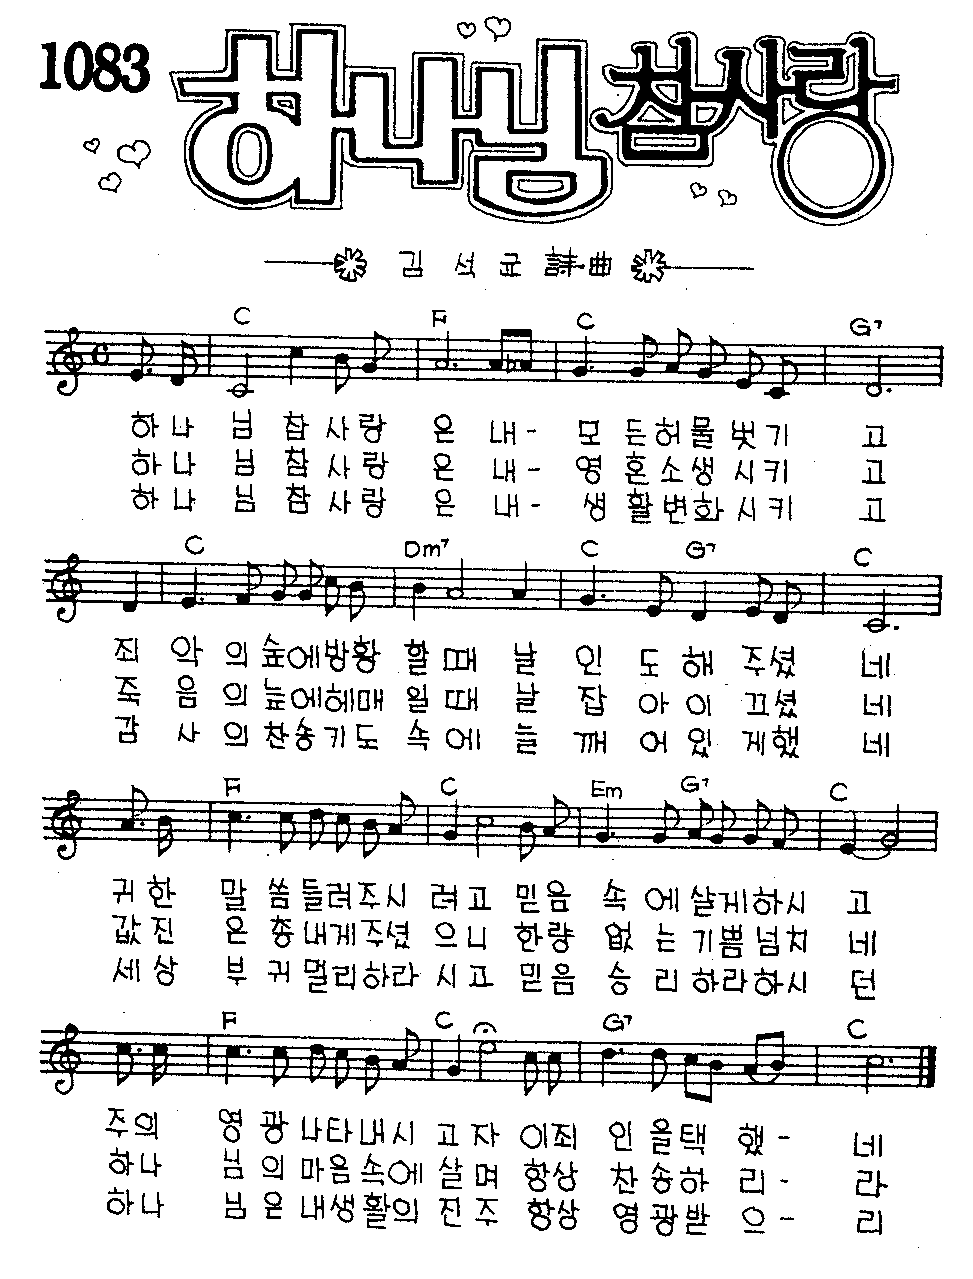 1083
하나님 참사랑
김석균 詩·曲
C F C G7
하나 님 참사랑 은 내- 모 든허물벗기 고
하나 님 참사랑 은 내- 영 혼소생시키 고
하나 님 참사랑 은 내- 생 활변화시키 고
C Dm7 C G7 C
죄 악 의숲에방황 할때 날 인 도해 주셨 네
죽 음 의늪에헤매 일때 날 잡 아이 끄셨 네
감 사 의찬송기도 속에 늘 깨 어있 게했 네
F C Em G7 C
귀한 말 씀들려주시 려고 믿음 속 에살게하시 고
값진 은 총내게주셨 으니 한량 없 는기쁨넘치 네
세상 부 귀멀리하라 시고 믿음 승 리하라하시 던
F C G7 C
주의 영 광나타내시 고자 이죄 인 을택 했- 네
하나 님 의마음속에 살며 항상 찬 송하 리- 라
하나 님 은내생활의 진주 항상 영 광받 으- 리